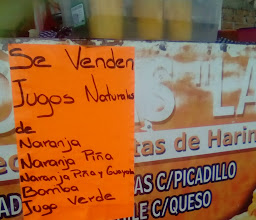 Se Venden
Jugos Naturales
de
Naranja
Naranja Piña
Naranja Piña y Guayaba
Bomba
Jugo Verde
tas de Harin
AS C/PICADILLO
C/QUESO